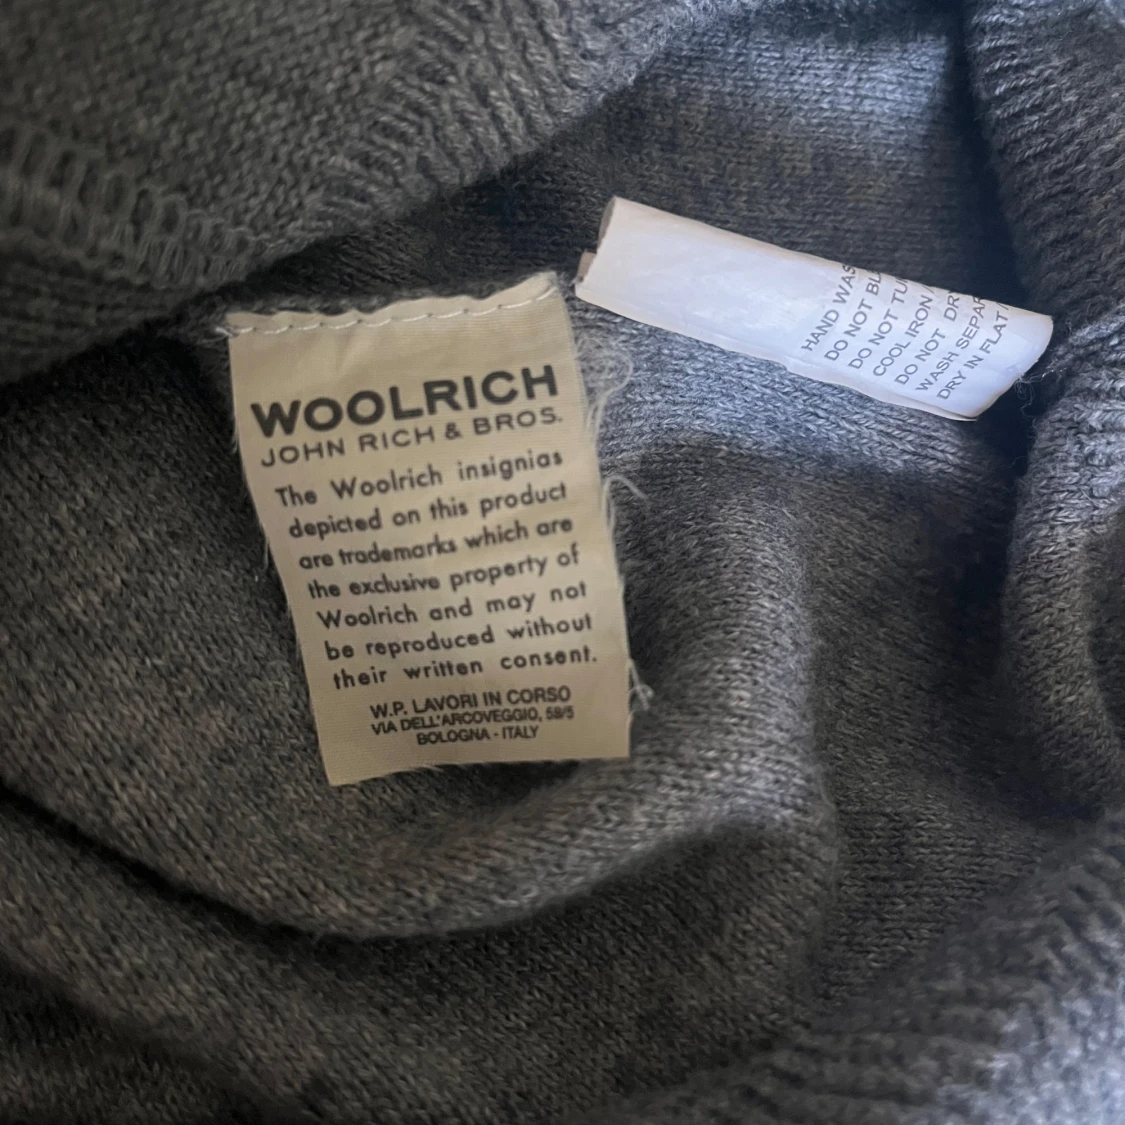 WOOLRICH
JOHN RICH & BROS.
The Woolrich insignias
depicted on this product
are trademarks which are
the exclusive property of
Woolrich and may not
be reproduced without
their written consent.
W.P. LAVORI IN CORSO
VIA DELL'ARCOVEGGIO, 59/5
BOLOGNA - ITALY
HAND
DO NOT
DO NOT
COOL IRON
DO NOT
WASH
DRY IN FLAT